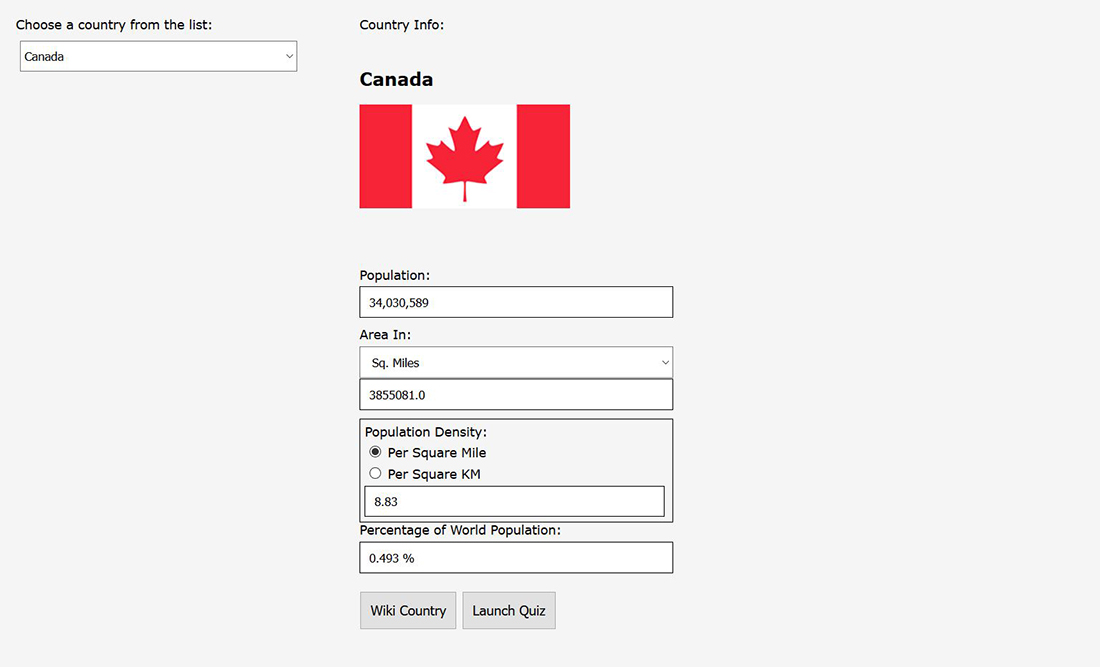 Choose a country from the list:
Canada
Country Info:
Canada
Population:
34,030,589
Area In:
Sq. Miles
3855081.0
Population Density:
Per Square Mile
Per Square KM
8.83
Percentage of World Population:
0.493 %
Wiki Country
Launch Quiz